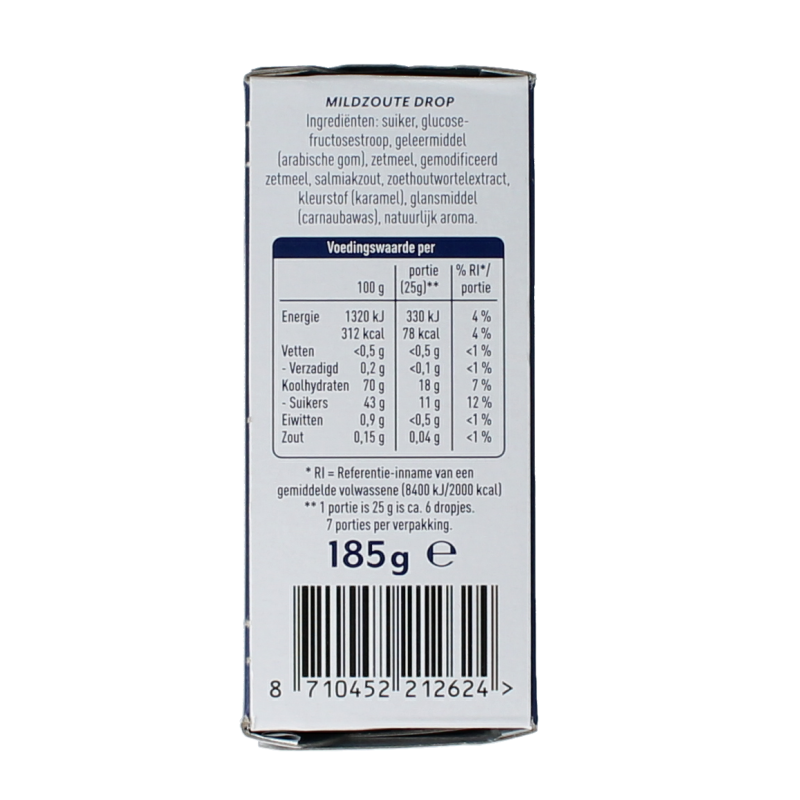 MILDZOUTE DROP
Ingrediënten: suiker, glucose-
fructosestroop, geleermiddel
(arabische gom), zetmeel, gemodificeerd
zetmeel, salmiakzout, zoethoutwortelextract,
kleurstof (karamel), glansmiddel
(carnaubawas), natuurlijk aroma.
Voedingswaarde per
portie % RI*/
100 g (25g)** portie
Energie 1320 kJ 330 kJ 4 %
312 kcal 78 kcal 4 %
Vetten <0,5 g <0,5 g <1 %
- Verzadigd 0,2 g <0,1 g <1 %
Koolhydraten 70 g 18 g 7 %
- Suikers 43 g 11 g 12 %
Eiwitten 0,9 g <0,5 g <1 %
Zout 0,15 g 0,04 g <1 %
* RI = Referentie-inname van een
gemiddelde volwassene (8400 kJ/2000 kcal)
** 1 portie is 25 g is ca. 6 dropjes.
7 porties per verpakking.
185g ℮
8 710452 212624 >